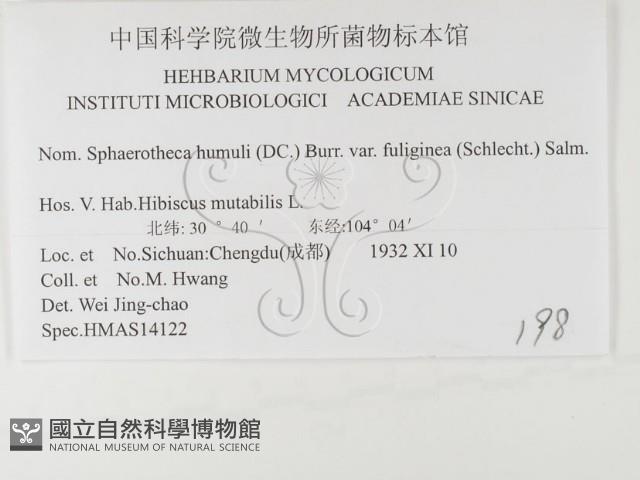 中国科学院微生物所菌物标本馆
HEHBARIUM MYCOLOGICUM
INSTITUTI MICROBIOLOGICI ACADEMIAE SINICAE
Nom. Sphaerotheca humuli (DC.) Burr. var. fuliginea (Schlecht.) Salm.
Hos. V. Hab.Hibiscus mutabilis L.
北纬: 30 ° 40 ′ 东经:104° 04′
Loc. et No.Sichuan:Chengdu(成都) 1932 XI 10
Coll. et No.M. Hwang
Det. Wei Jing-chao
Spec.HMAS14122
198
國立自然科學博物館
NATIONAL MUSEUM OF NATURAL SCIENCE